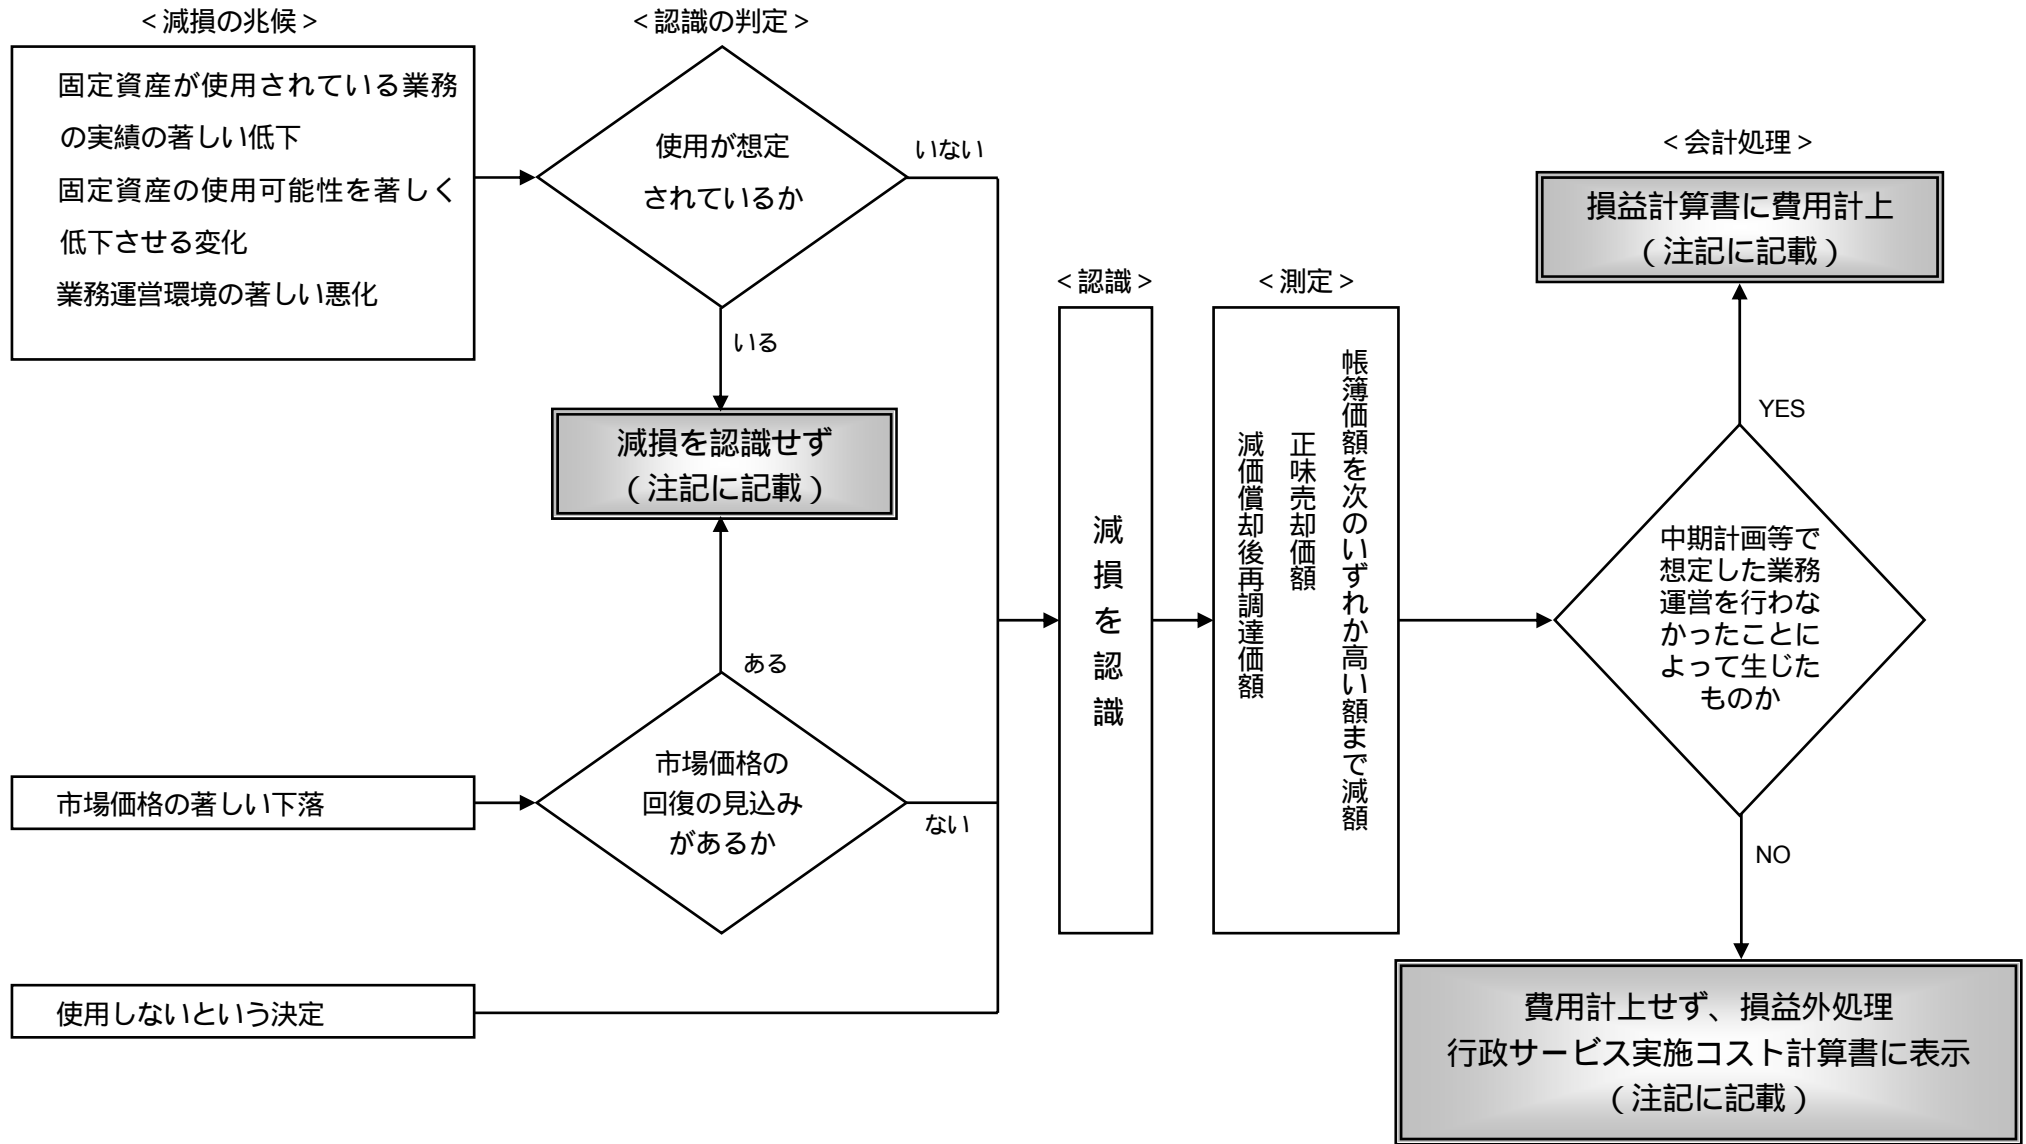 <減損の兆候>
固定資産が使用されている業務
の実績の著しい低下
固定資産の使用可能性を著しく
低下させる変化
業務運営環境の著しい悪化
<認識の判定>
使用が想定
されているか
いない
いる
減損を認識せず
(注記に記載)
ある
市場価格の
回復の見込み
があるか
ない
市場価格の著しい下落
使用しないという決定
<認識>
減損を認識
<測定>
帳簿価額を次のいずれか高い額まで減額
正味売却価額
減価償却後再調達価額
<会計処理>
損益計算書に費用計上
(注記に記載)
YES
中期計画等で
想定した業務
運営を行わな
かったことに
よって生じた
ものか
NO
費用計上せず、損益外処理
行政サービス実施コスト計算書に表示
(注記に記載)